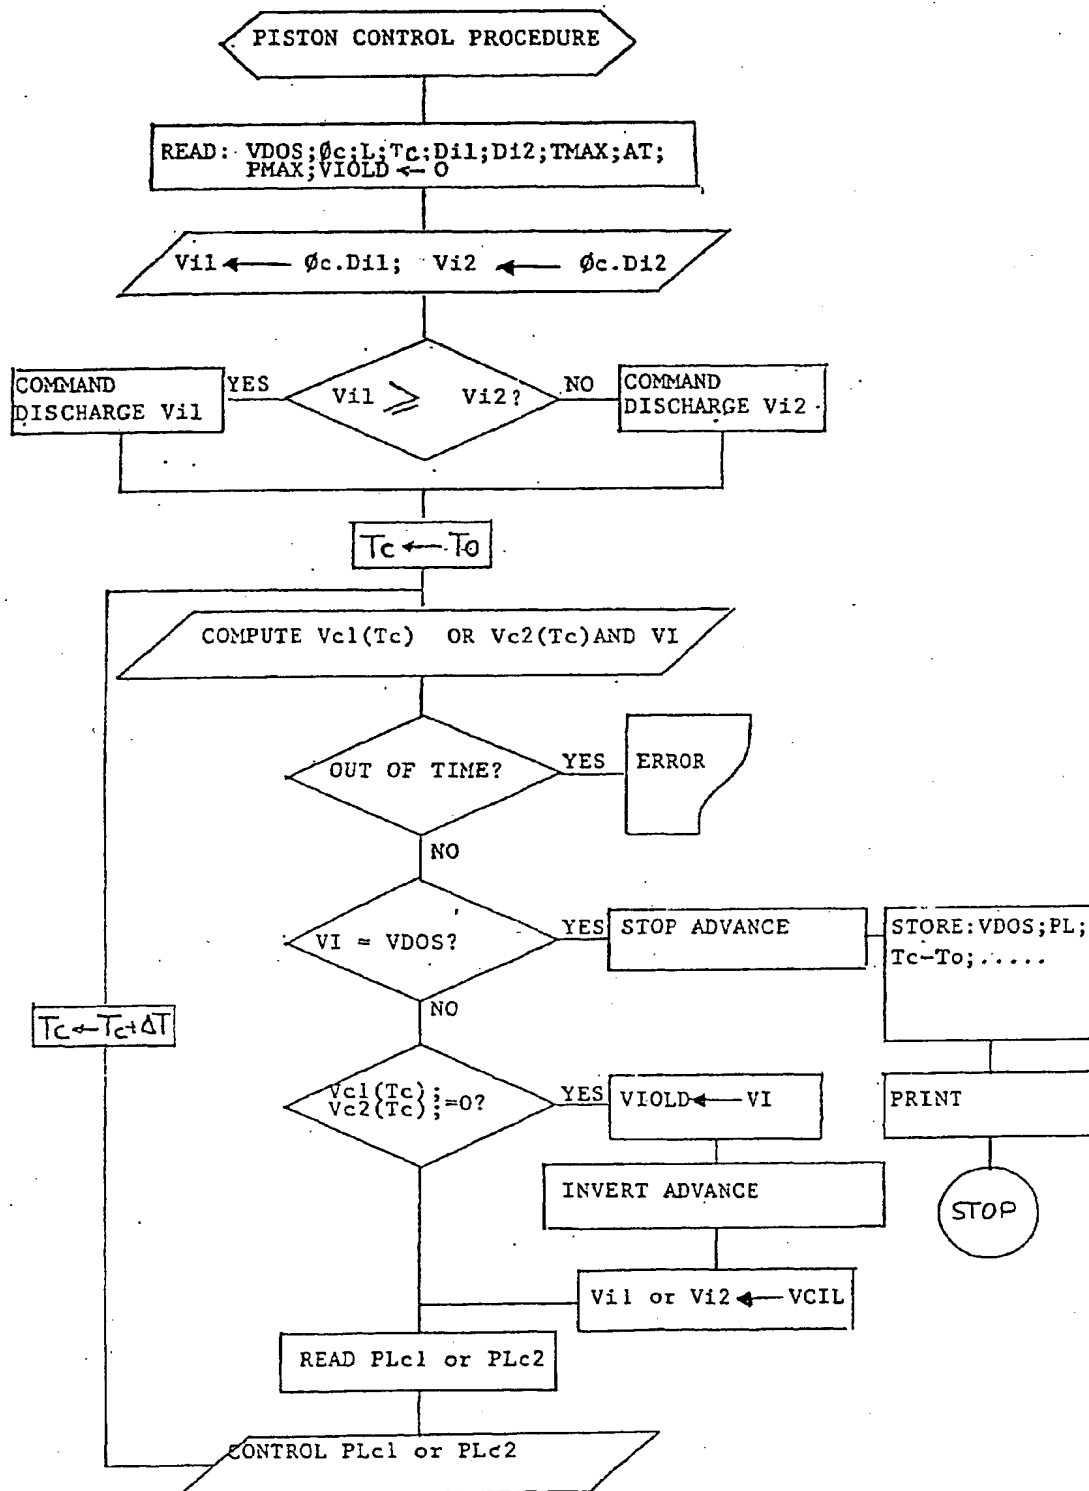 PISTON CONTROL PROCEDURE
READ: VDOS;Øc;L;Tc;Di1;Di2;TMAX;AT;
PMAX;VIOLD ← O
Vi1 ← Øc.Di1; Vi2 ← Øc.Di2
COMMAND
DISCHARGE Vi1
YES
Vi1 ⩾ Vi2?
NO
COMMAND
DISCHARGE Vi2
Tc ← To
COMPUTE Vc1(Tc) OR Vc2(Tc)AND VI
OUT OF TIME?
YES
ERROR
NO
VI = VDOS?
YES
STOP ADVANCE
STORE:VDOS;PL;
Tc-To;.....
NO
Tc←Tc+ΔT
Vc1(Tc);
Vc2(Tc);=O?
YES
VIOLD← VI
PRINT
INVERT ADVANCE
STOP
Vi1 or Vi2 ← VCIL
READ PLc1 or PLc2
CONTROL PLc1 or PLc2